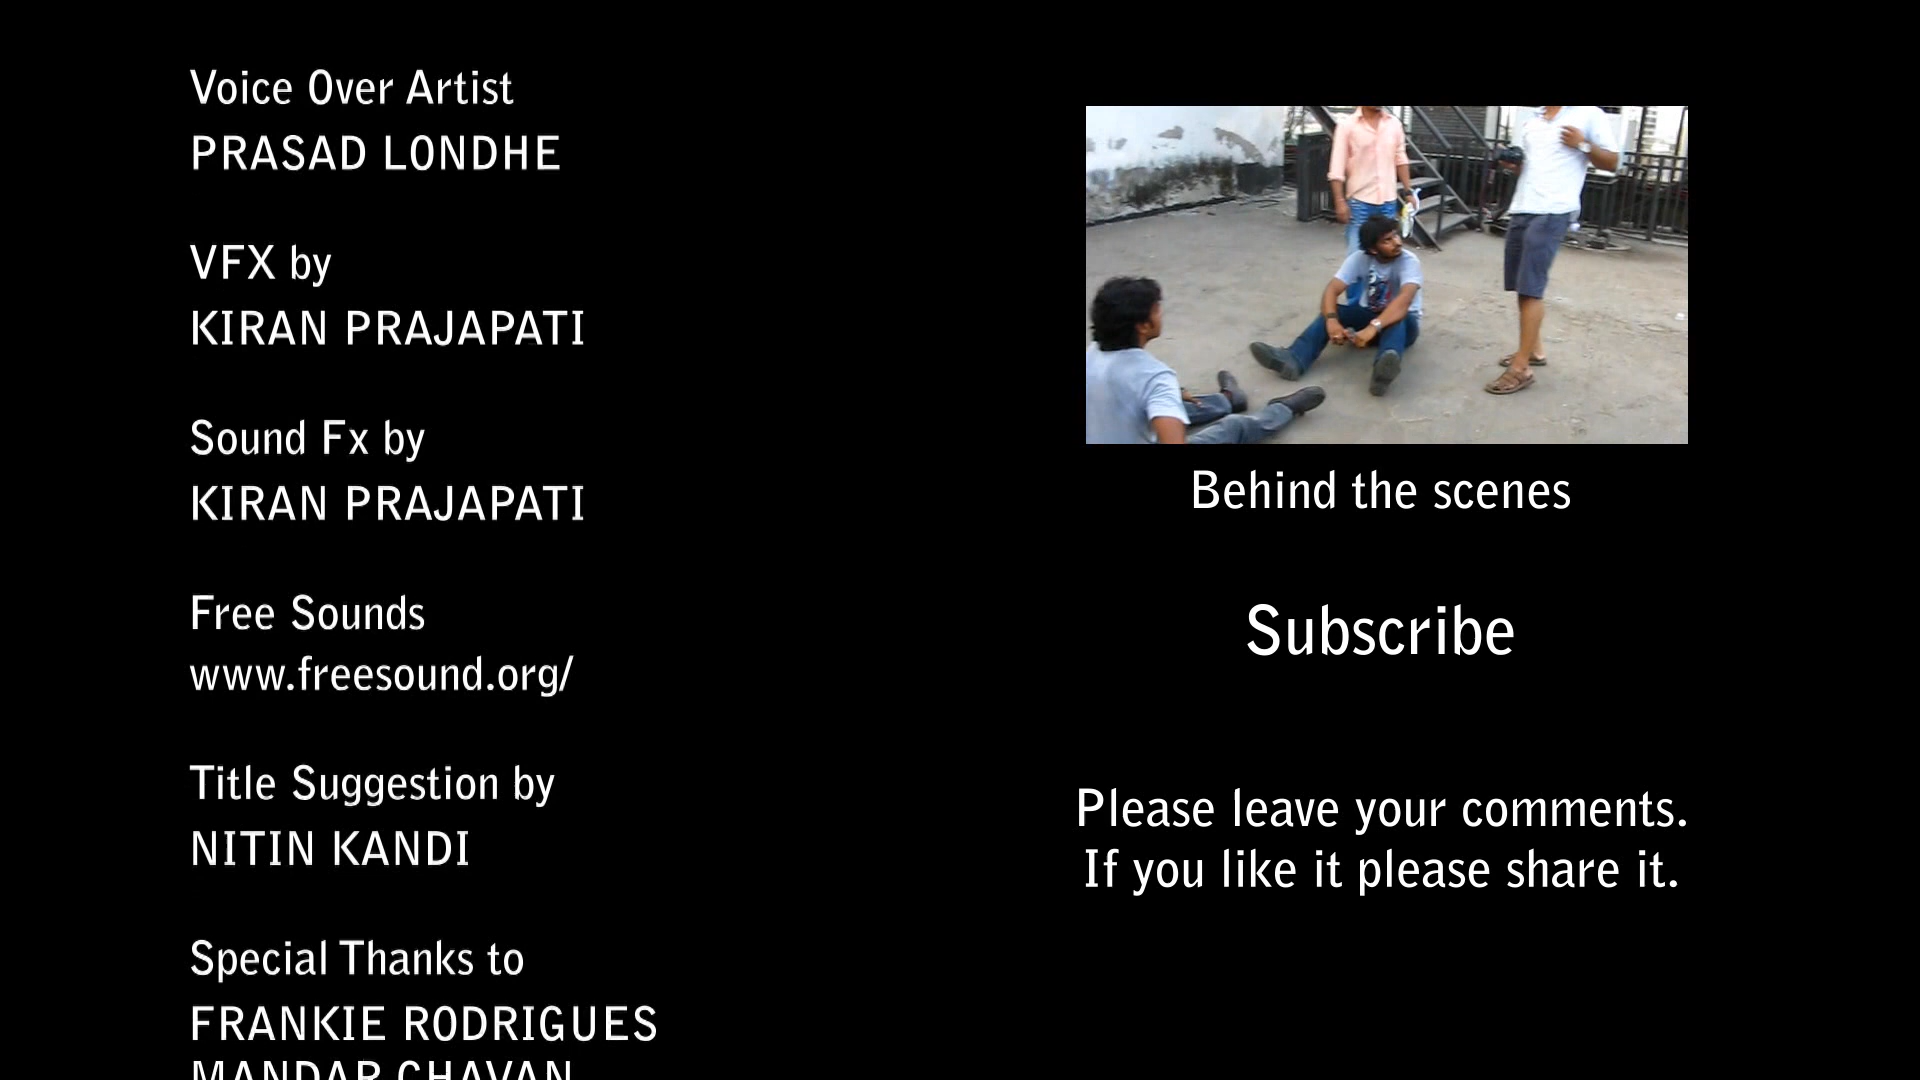 Voice Over Artist
PRASAD LONDHE
VFX by
KIRAN PRAJAPATI
Sound Fx by
KIRAN PRAJAPATI
Free Sounds
www.freesound.org/
Title Suggestion by
NITIN KANDI
Special Thanks to
FRANKIE RODRIGUES
MANDAR CHAVAN
Behind the scenes
Subscribe
Please leave your comments.
If you like it please share it.